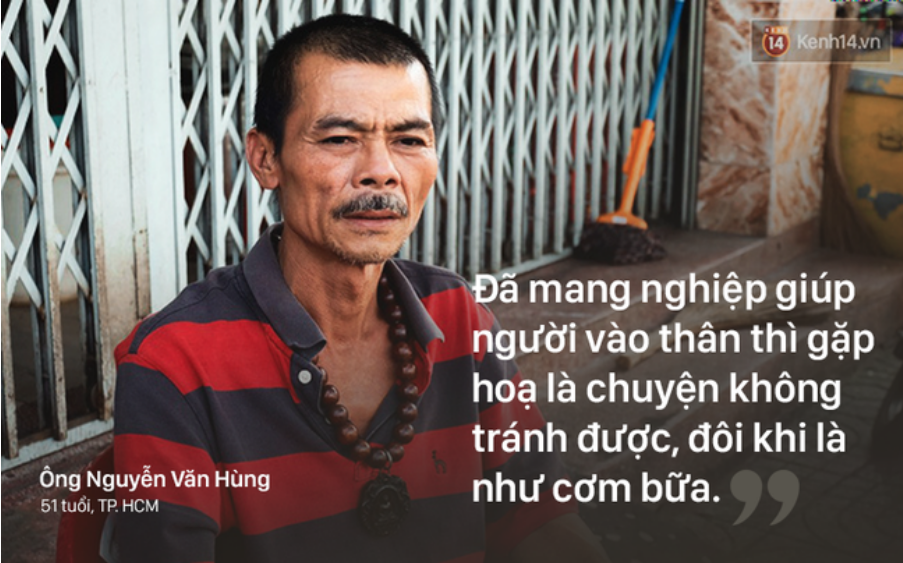 14 Kenh14.vn
Đã mang nghiệp giúp
người vào thân thì gặp
hoạ là chuyện không
tránh được, đôi khi là
như cơm bữa.
Ông Nguyễn Văn Hùng
51 tuổi, TP. HCM